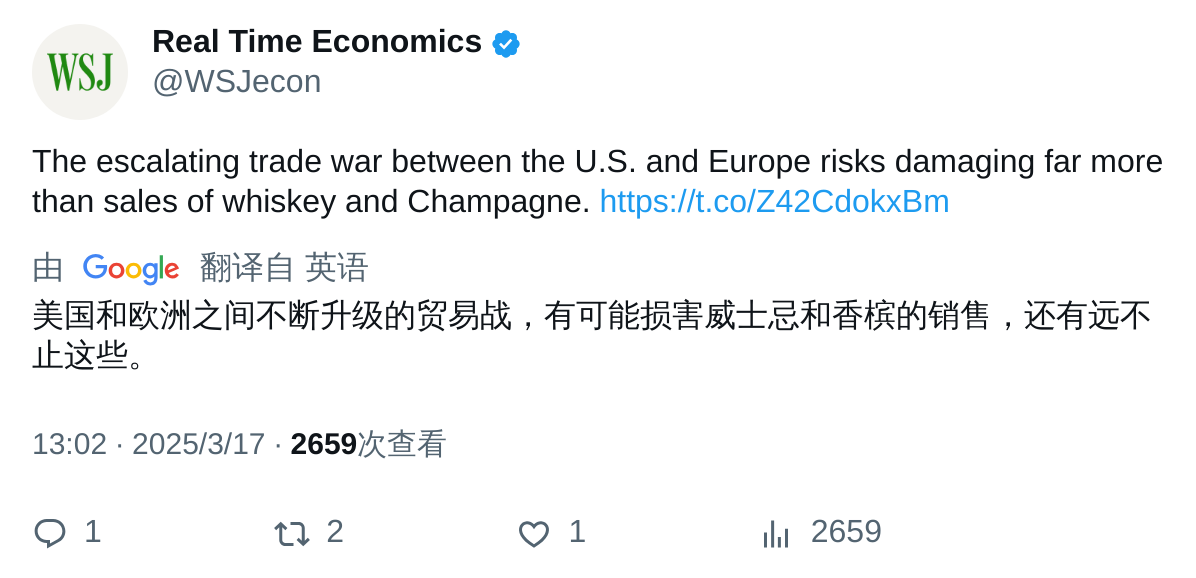 WSJ
Real Time Economics
@WSJecon
The escalating trade war between the U.S. and Europe risks damaging far more
than sales of whiskey and Champagne. https://t.co/Z42CdokxBm
由 Google 翻译自 英语
美国和欧洲之间不断升级的贸易战，有可能损害威士忌和香槟的销售，还有远不
止这些。
13:02 · 2025/3/17 · 2659次查看
1 2 1 2659